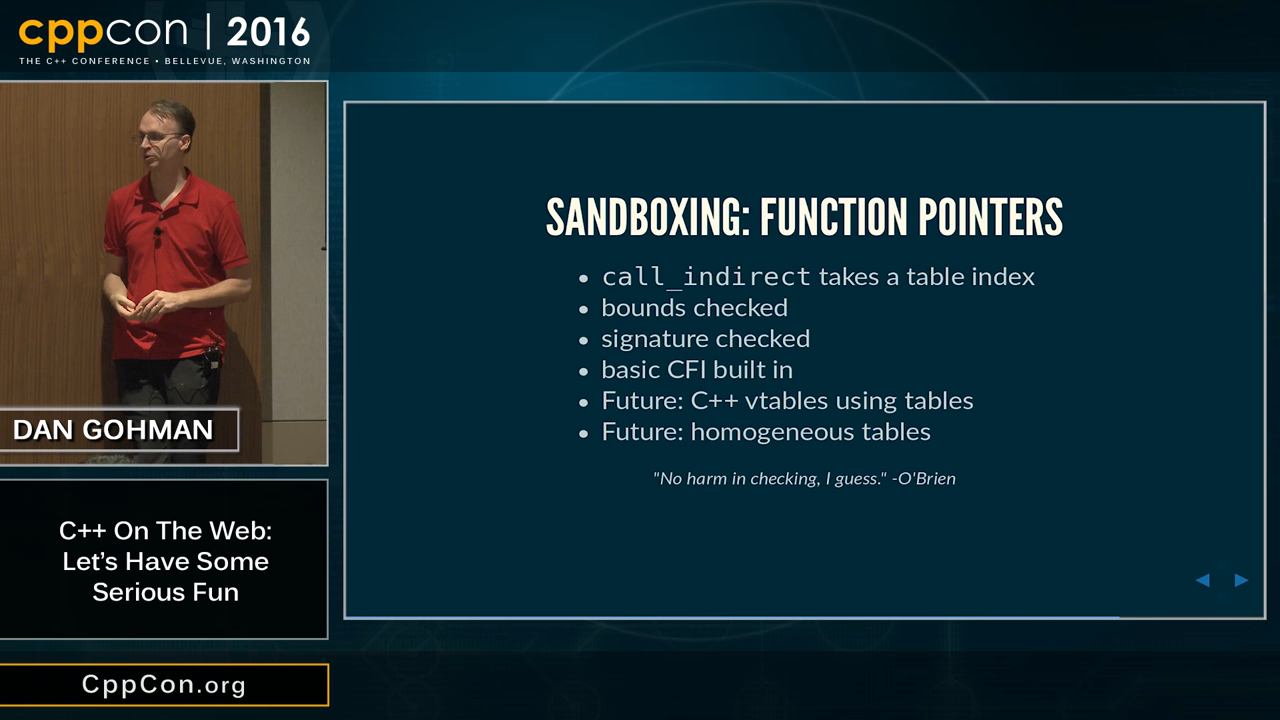 cppcon | 2016
THE C++ CONFERENCE • BELLEVUE, WASHINGTON
DAN GOHMAN
C++ On The Web:
Let's Have Some
Serious Fun
CppCon.org
SANDBOXING: FUNCTION POINTERS
• call_indirect takes a table index
• bounds checked
• signature checked
• basic CFI built in
• Future: C++ vtables using tables
• Future: homogeneous tables
"No harm in checking, I guess." -O'Brien